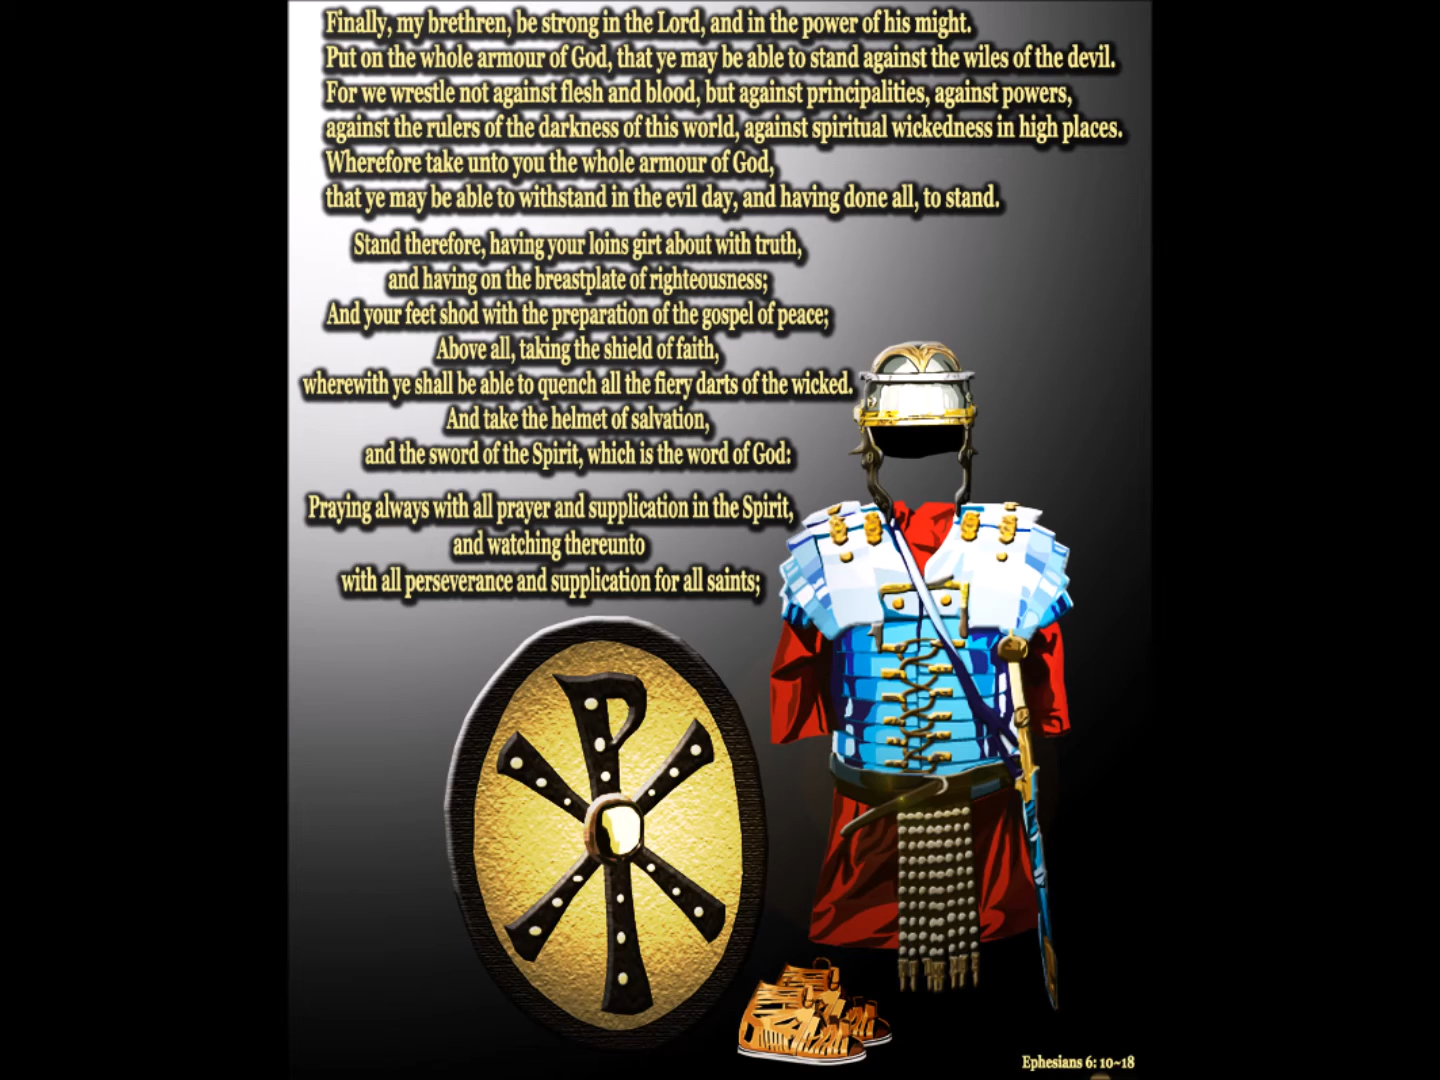 Finally, my brethren, be strong in the Lord, and in the power of his might.
Put on the whole armour of God, that ye may be able to stand against the wiles of the devil.
For we wrestle not against flesh and blood, but against principalities, against powers,
against the rulers of the darkness of this world, against spiritual wickedness in high places.
Wherefore take unto you the whole armour of God,
that ye may be able to withstand in the evil day, and having done all, to stand.
Stand therefore, having your loins girt about with truth,
and having on the breastplate of righteousness;
And your feet shod with the preparation of the gospel of peace;
Above all, taking the shield of faith,
wherewith ye shall be able to quench all the fiery darts of the wicked.
And take the helmet of salvation,
and the sword of the Spirit, which is the word of God:
Praying always with all prayer and supplication in the Spirit,
and watching thereunto
with all perseverance and supplication for all saints;
Ephesians 6: 10~18